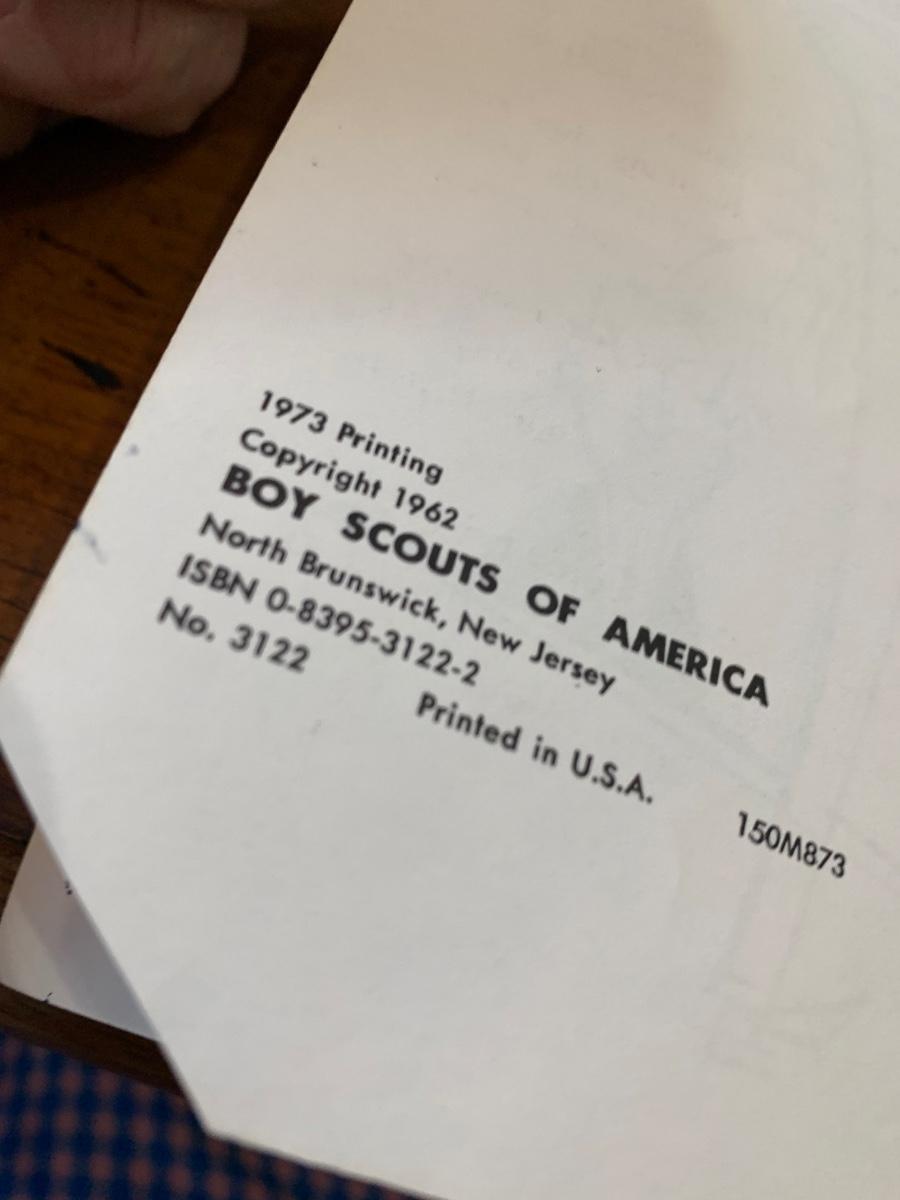 1973 Printing
Copyright 1962
BOY SCOUTS OF AMERICA
North Brunswick, New Jersey
ISBN 0-8395-3122-2
No. 3122
Printed in U.S.A.
150M873